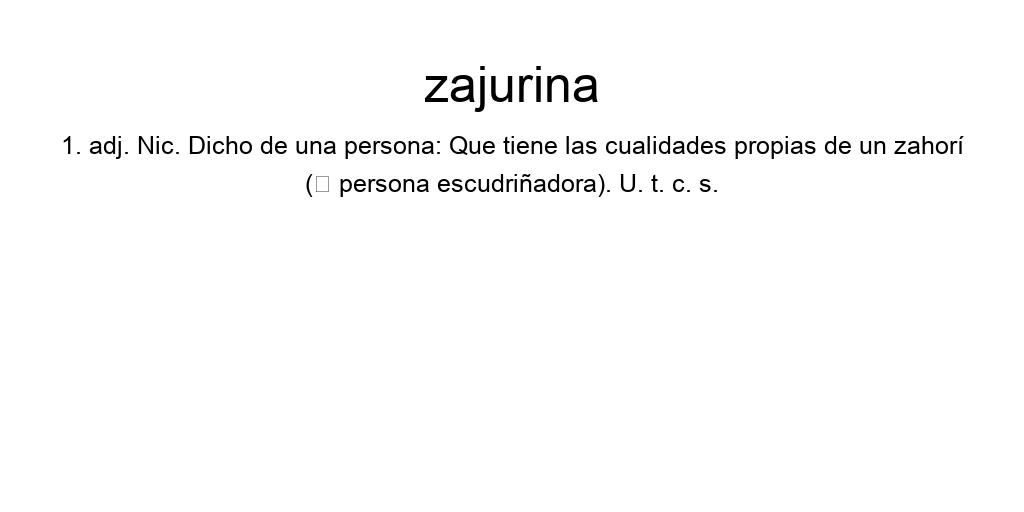 zajurina
1. adj. Nic. Dicho de una persona: Que tiene las cualidades propias de un zahorí
(□ persona escudriñadora). U. t. c. s.